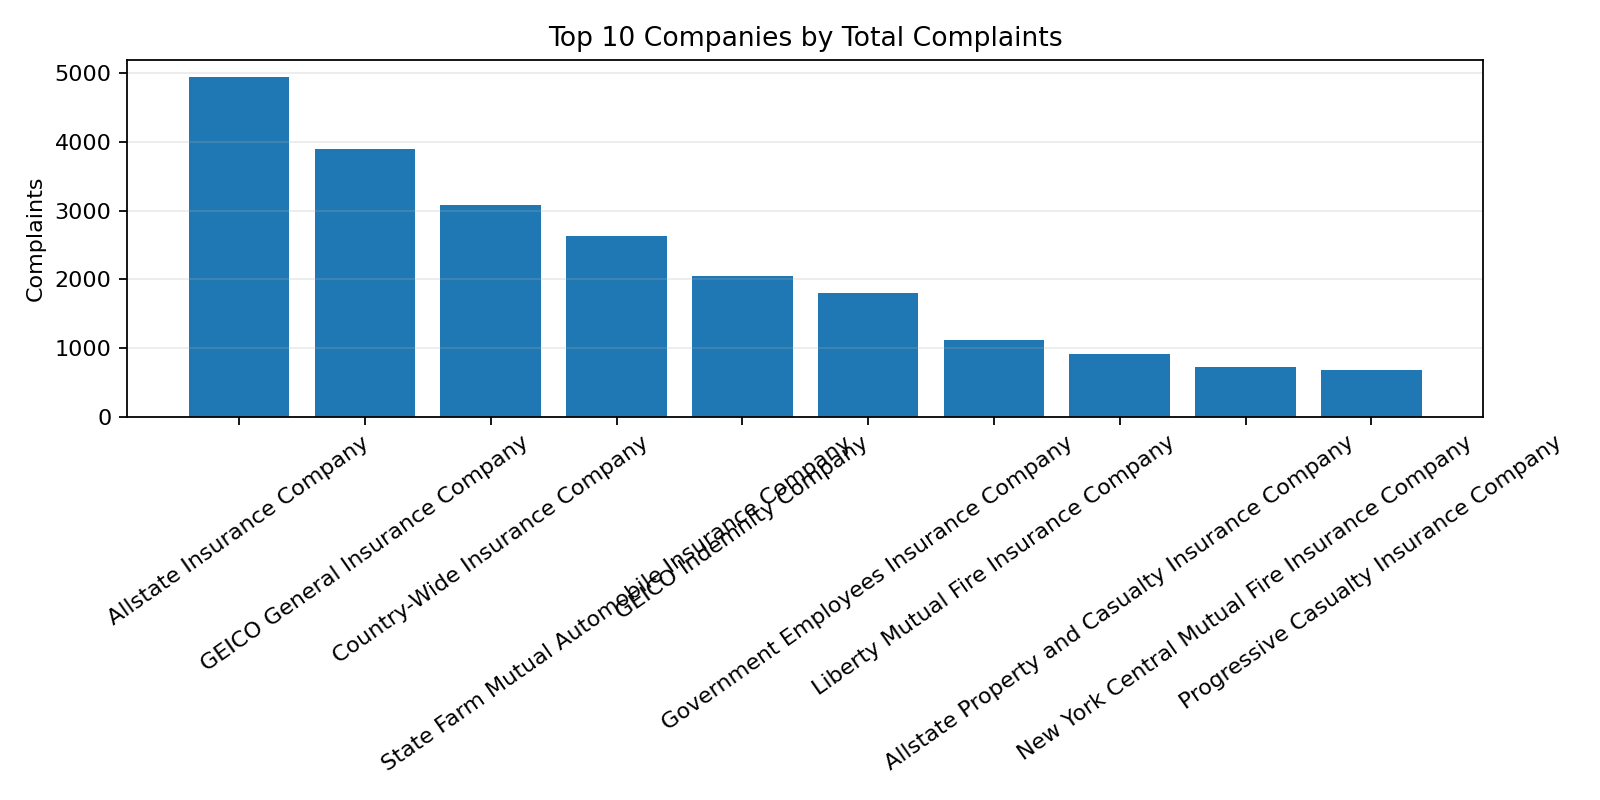 Top 10 Companies by Total Complaints
Complaints
5000
4000
3000
2000
1000
0
Allstate Insurance Company
GEICO General Insurance Company
Country-Wide Insurance Company
State Farm Mutual Automobile Insurance Company
GEICO Indemnity Company
Government Employees Insurance Company
Liberty Mutual Fire Insurance Company
Allstate Property and Casualty Insurance Company
New York Central Mutual Fire Insurance Company
Progressive Casualty Insurance Company